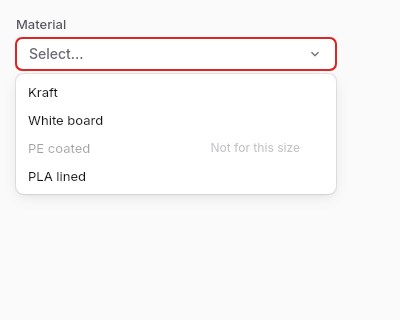 Material
Select...
Kraft
White board
PE coated Not for this size
PLA lined